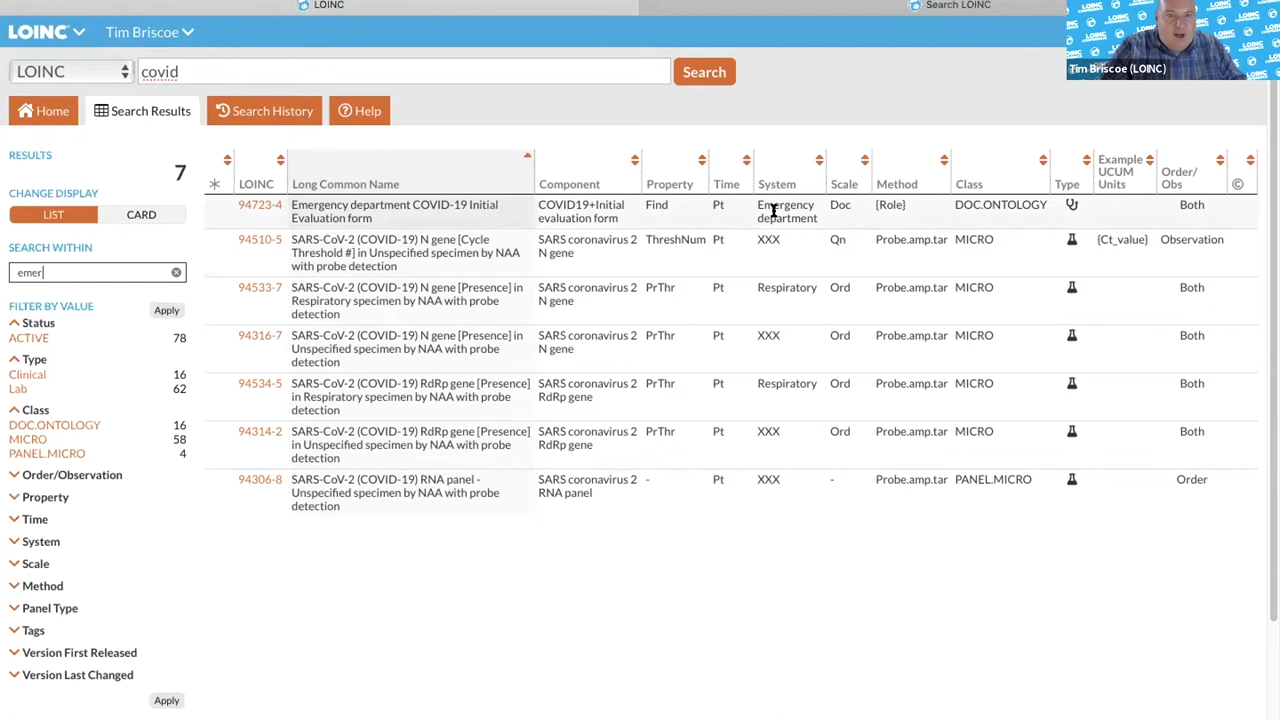 LOINC
Search LOINC
LOINC Tim Briscoe
Tim Briscoe (LOINC)
LOINC covid Search
Home Search Results Search History Help
RESULTS
7
CHANGE DISPLAY
LIST CARD
SEARCH WITHIN
emer
FILTER BY VALUE
Apply
Status
ACTIVE 78
Type
Clinical 16
Lab 62
Class
DOC.ONTOLOGY 16
MICRO 58
PANEL.MICRO 4
Order/Observation
Property
Time
System
Scale
Method
Panel Type
Tags
Version First Released
Version Last Changed
Apply
* LOINC Long Common Name Component Property Time System Scale Method Class Type Example UCUM Units Order/Obs ©
94723-4 Emergency department COVID-19 Initial Evaluation form COVID19+Initial evaluation form Find Pt Emergency department Doc {Role} DOC.ONTOLOGY Both
94510-5 SARS-CoV-2 (COVID-19) N gene [Cycle Threshold #] in Unspecified specimen by NAA with probe detection SARS coronavirus 2 N gene ThreshNum Pt XXX Qn Probe.amp.tar MICRO {Ct_value} Observation
94533-7 SARS-CoV-2 (COVID-19) N gene [Presence] in Respiratory specimen by NAA with probe detection SARS coronavirus 2 N gene PrThr Pt Respiratory Ord Probe.amp.tar MICRO Both
94316-7 SARS-CoV-2 (COVID-19) N gene [Presence] in Unspecified specimen by NAA with probe detection SARS coronavirus 2 N gene PrThr Pt XXX Ord Probe.amp.tar MICRO Both
94534-5 SARS-CoV-2 (COVID-19) RdRp gene [Presence] in Respiratory specimen by NAA with probe detection SARS coronavirus 2 RdRp gene PrThr Pt Respiratory Ord Probe.amp.tar MICRO Both
94314-2 SARS-CoV-2 (COVID-19) RdRp gene [Presence] in Unspecified specimen by NAA with probe detection SARS coronavirus 2 RdRp gene PrThr Pt XXX Ord Probe.amp.tar MICRO Both
94306-8 SARS-CoV-2 (COVID-19) RNA panel - Unspecified specimen by NAA with probe detection SARS coronavirus 2 RNA panel - Pt XXX - Probe.amp.tar PANEL.MICRO Order